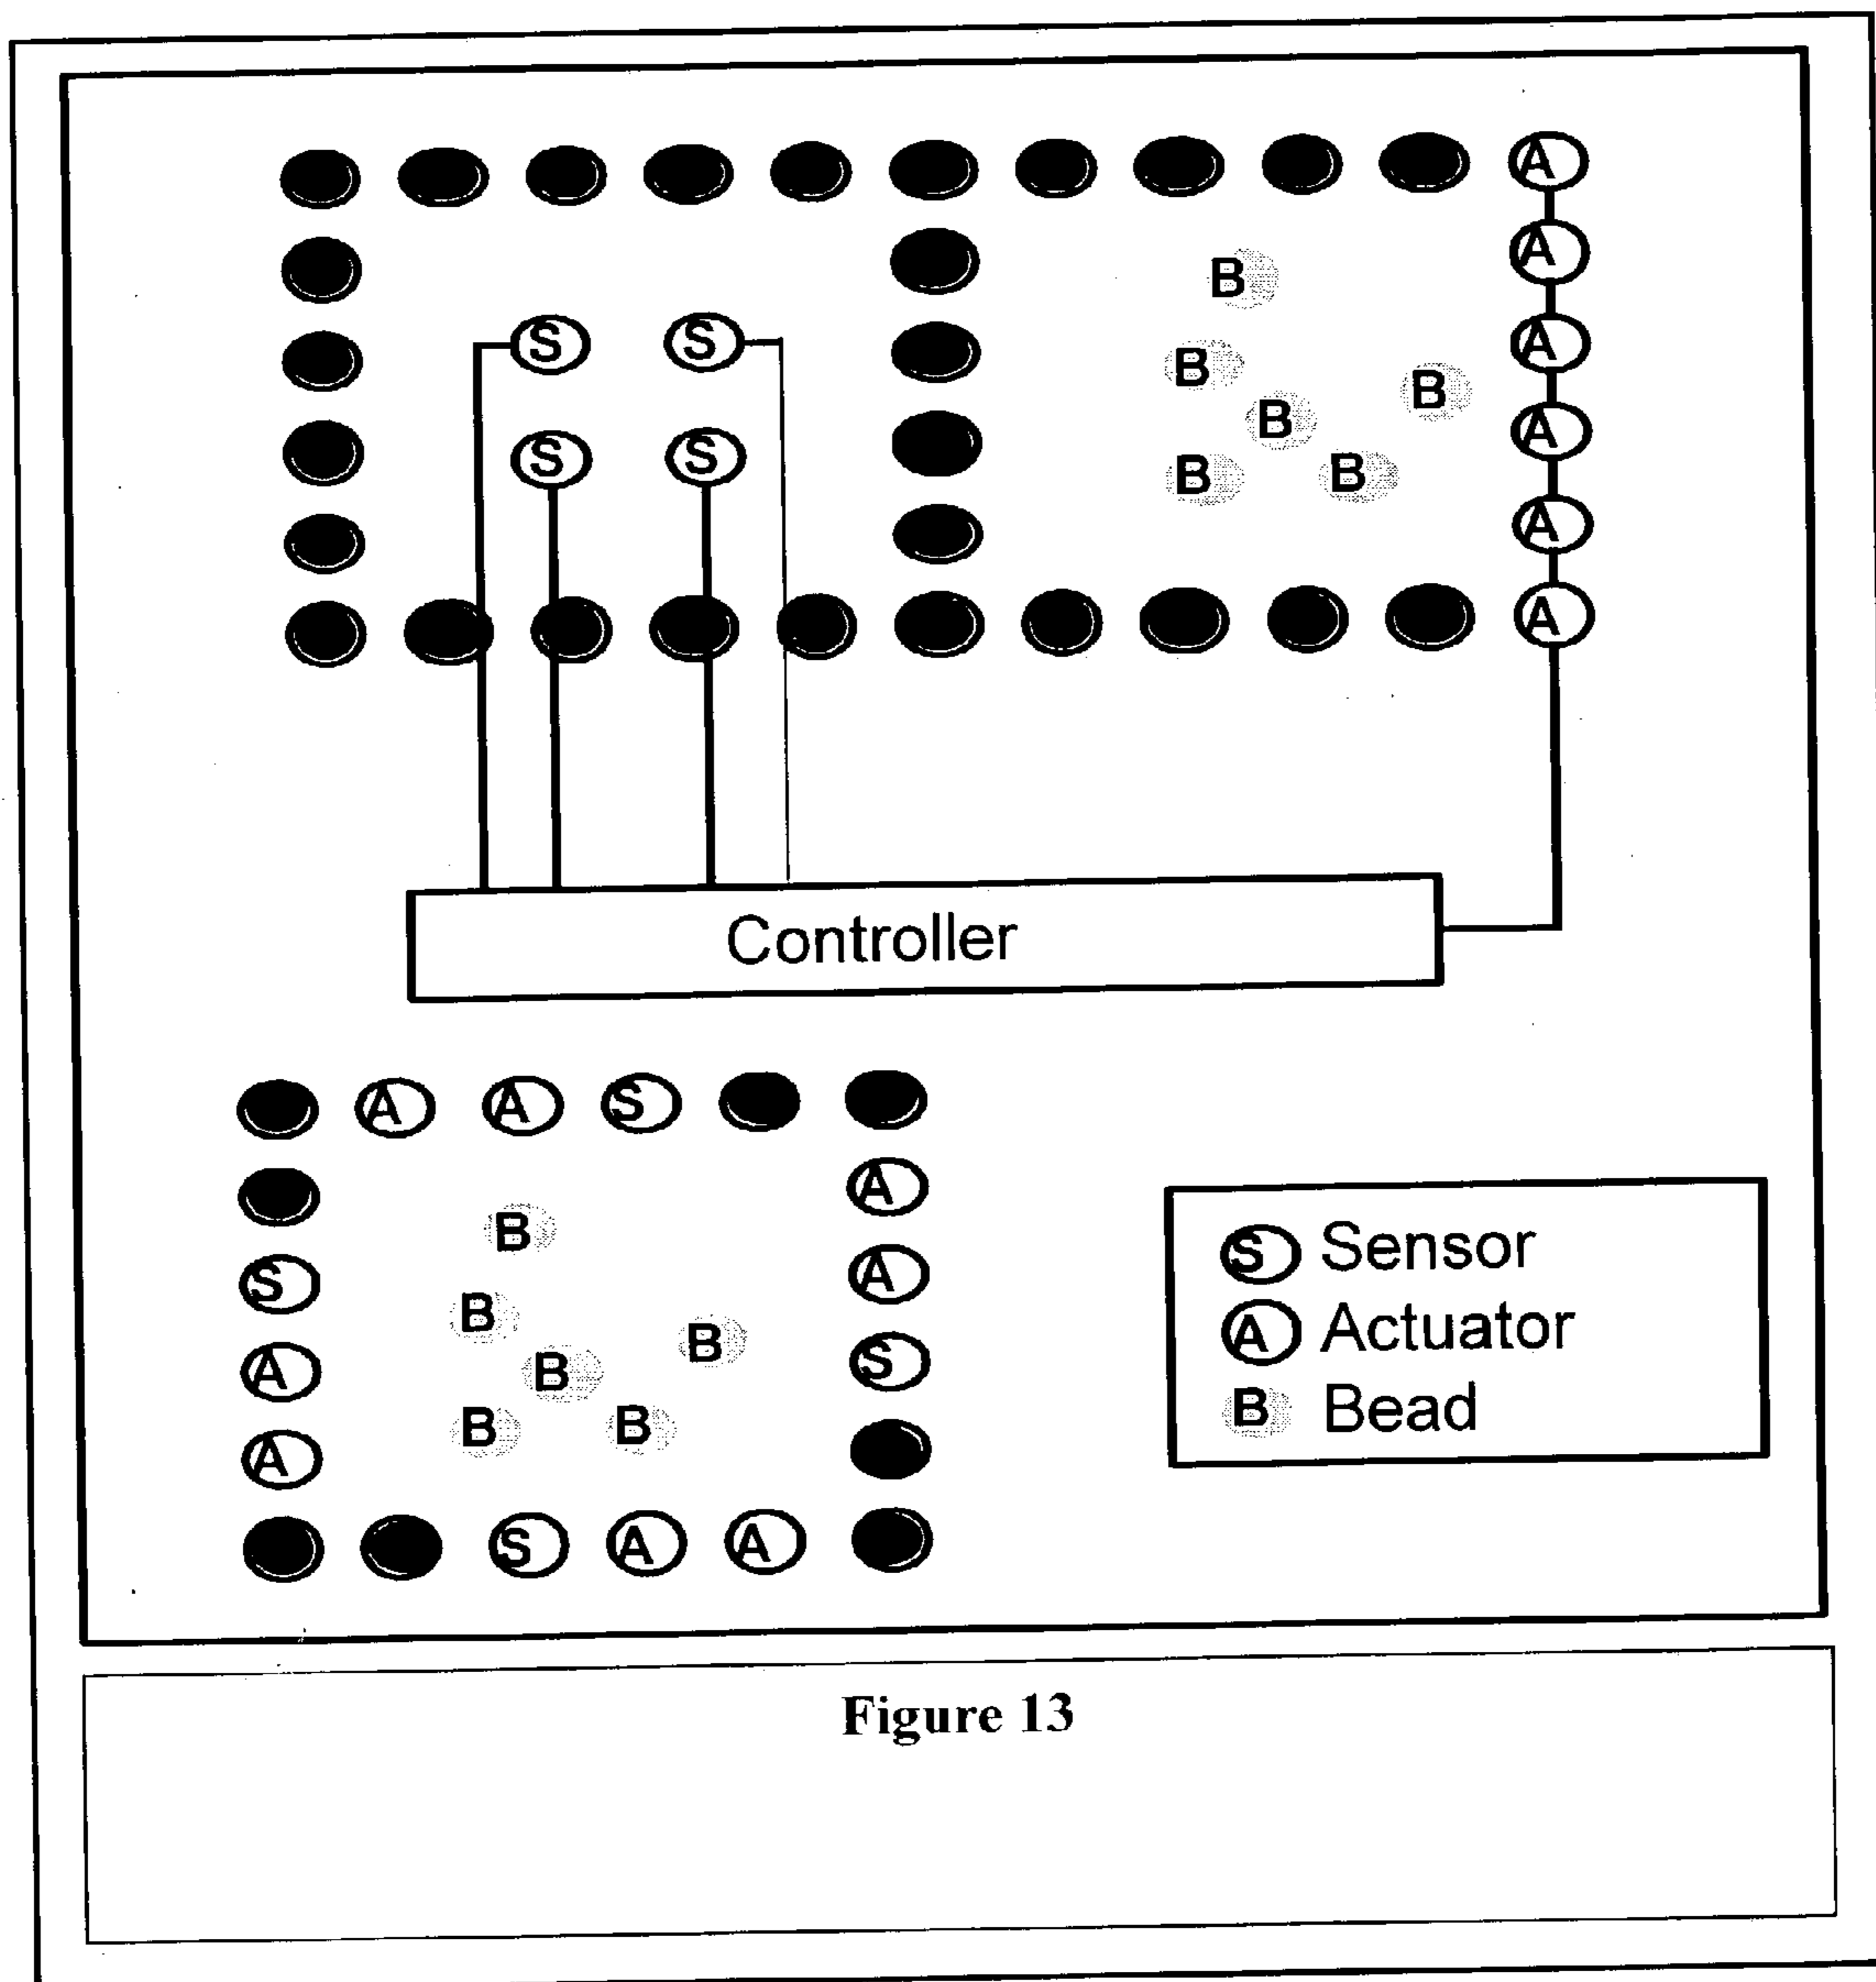 A
A
B
S S A
B B
B
S S A
B B
A
A
Controller
A A S
A
B
S Sensor
S A
B
A Actuator
B
A B S
B Bead
B B
A
S A A
Figure 13